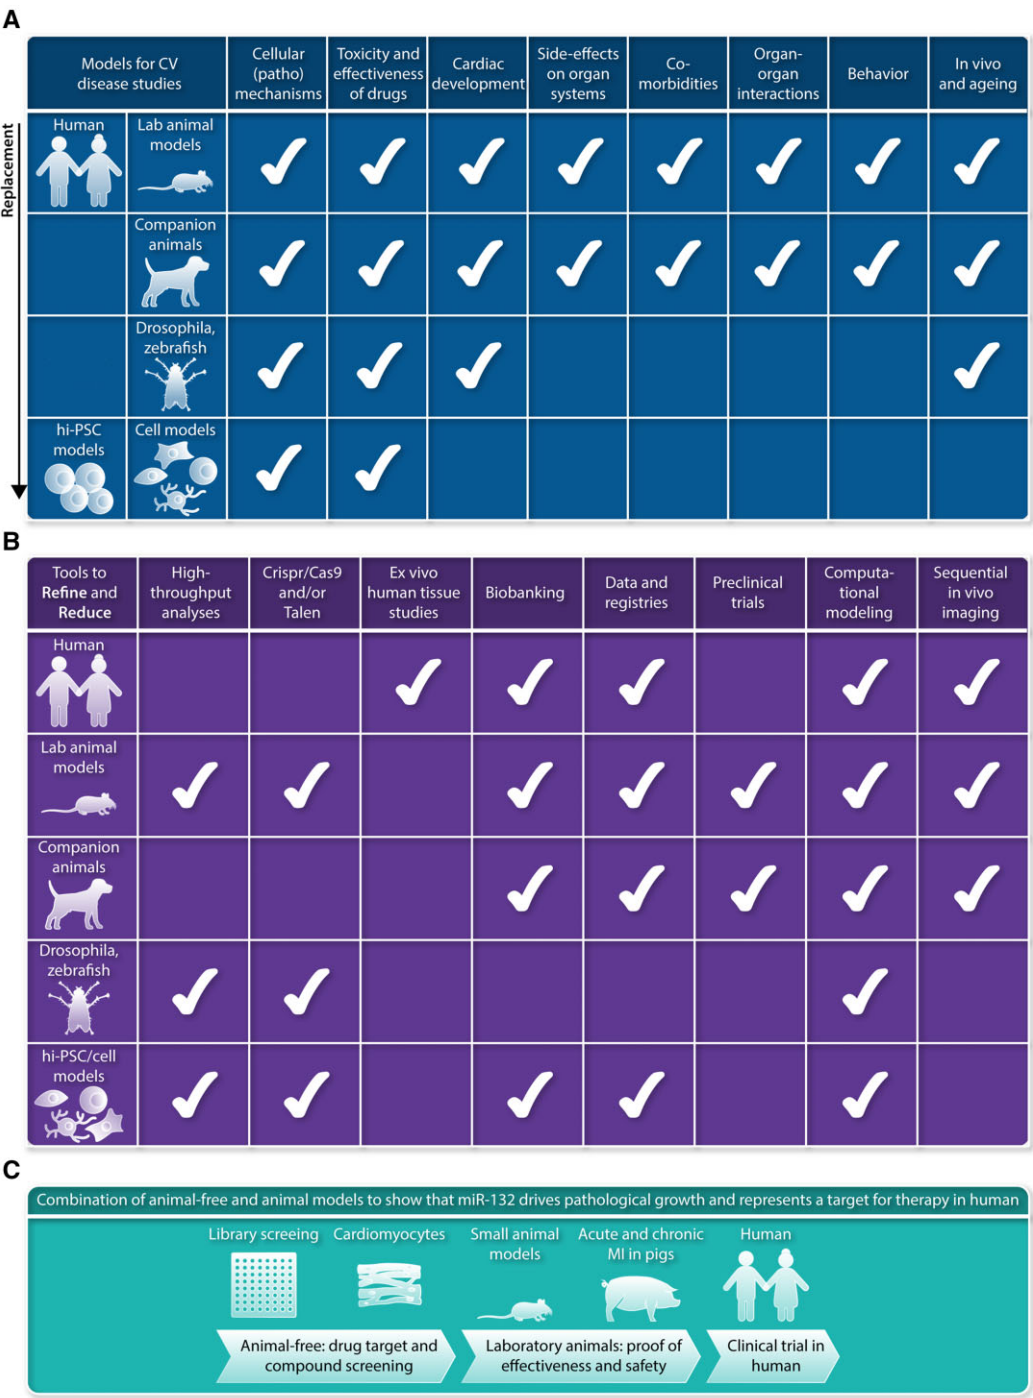 A
Models for CV
disease studies
Cellular
(patho)
mechanisms
Toxicity and
effectiveness
of drugs
Cardiac
development
Side-effects
on organ
systems
Co-
morbidities
Organ-
organ
interactions
Behavior
In vivo
and ageing
Replacement
Human
Lab animal
models
Companion
animals
Drosophila,
zebrafish
hi-PSC
models
Cell models
B
Tools to
Refine and
Reduce
High-
throughput
analyses
Crispr/Cas9
and/or
Talen
Ex vivo
human tissue
studies
Biobanking
Data and
registries
Preclinical
trials
Computa-
tional
modeling
Sequential
in vivo
imaging
Human
Lab animal
models
Companion
animals
Drosophila,
zebrafish
hi-PSC/cell
models
C
Combination of animal-free and animal models to show that miR-132 drives pathological growth and represents a target for therapy in human
Library screeing
Cardiomyocytes
Small animal
models
Acute and chronic
MI in pigs
Human
Animal-free: drug target and
compound screening
Laboratory animals: proof of
effectiveness and safety
Clinical trial in
human